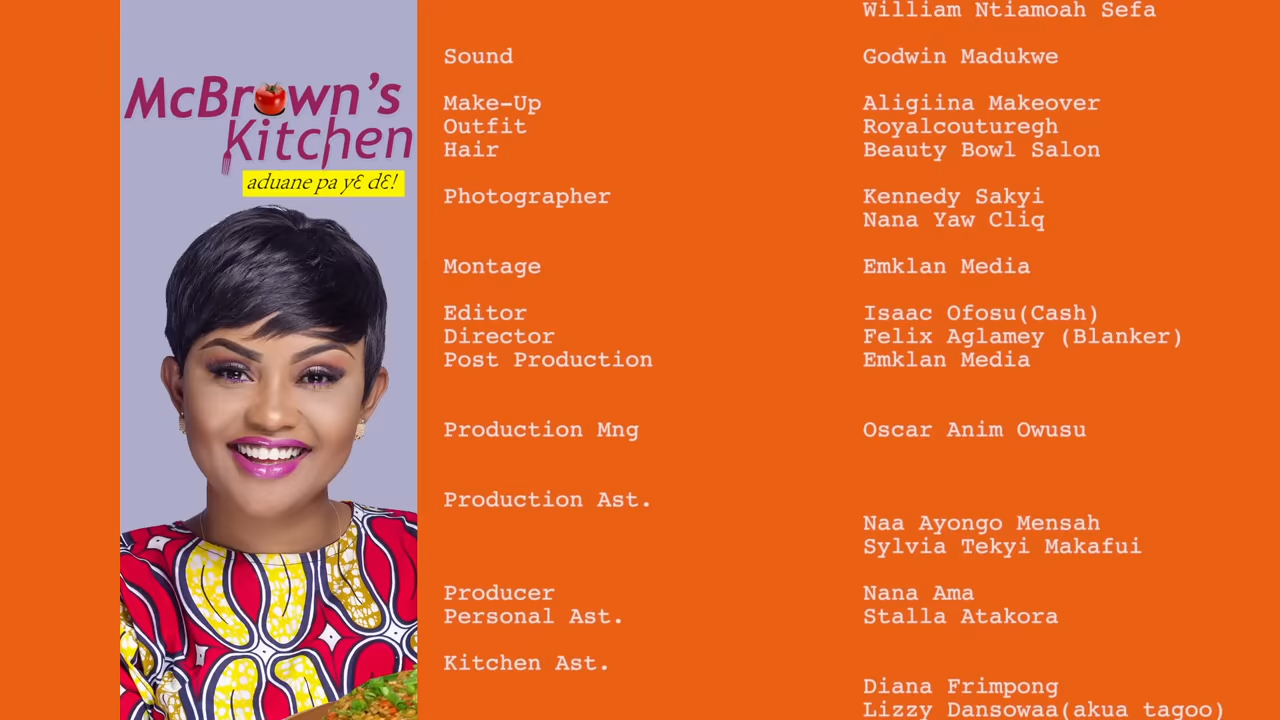 McBrown's
Kitchen
aduane pa yɛ dɛ!
William Ntiamoah Sefa
Sound Godwin Madukwe
Make-Up Aligiina Makeover
Outfit Royalcouturegh
Hair Beauty Bowl Salon
Photographer Kennedy Sakyi
Nana Yaw Cliq
Montage Emklan Media
Editor Isaac Ofosu(Cash)
Director Felix Aglamey (Blanker)
Post Production Emklan Media
Production Mng Oscar Anim Owusu
Production Ast.
Naa Ayongo Mensah
Sylvia Tekyi Makafui
Producer Nana Ama
Personal Ast. Stalla Atakora
Kitchen Ast.
Diana Frimpong
Lizzy Dansowaa(akua tagoo)